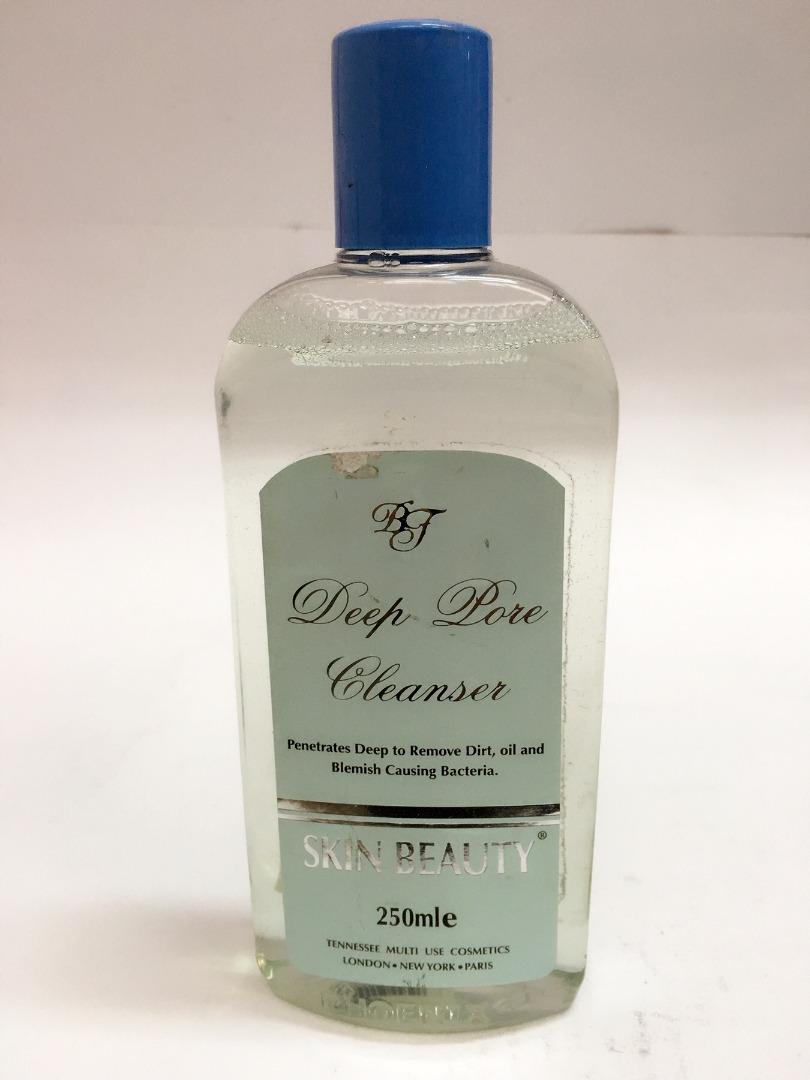 Deep Pore
Cleanser
Penetrates Deep to Remove Dirt, oil and
Blemish Causing Bacteria.
SKIN BEAUTY®
250mle
TENNESSEE MULTI USE COSMETICS
LONDON • NEW YORK • PARIS